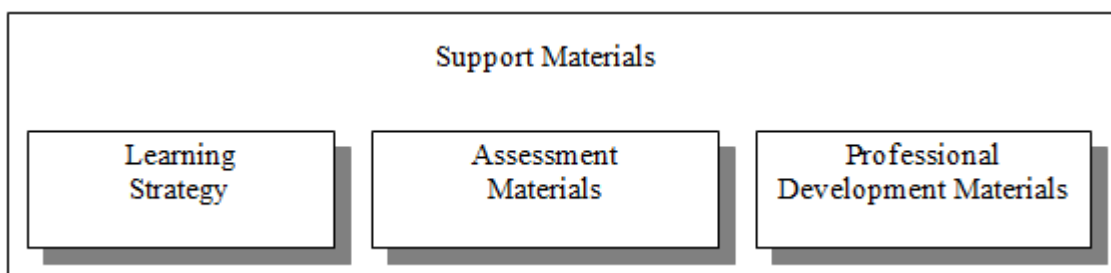 Support Materials
Learning
Strategy
Assessment
Materials
Professional
Development Materials